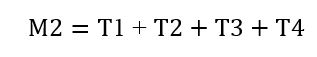 M2 = T1 + T2 + T3 + T4